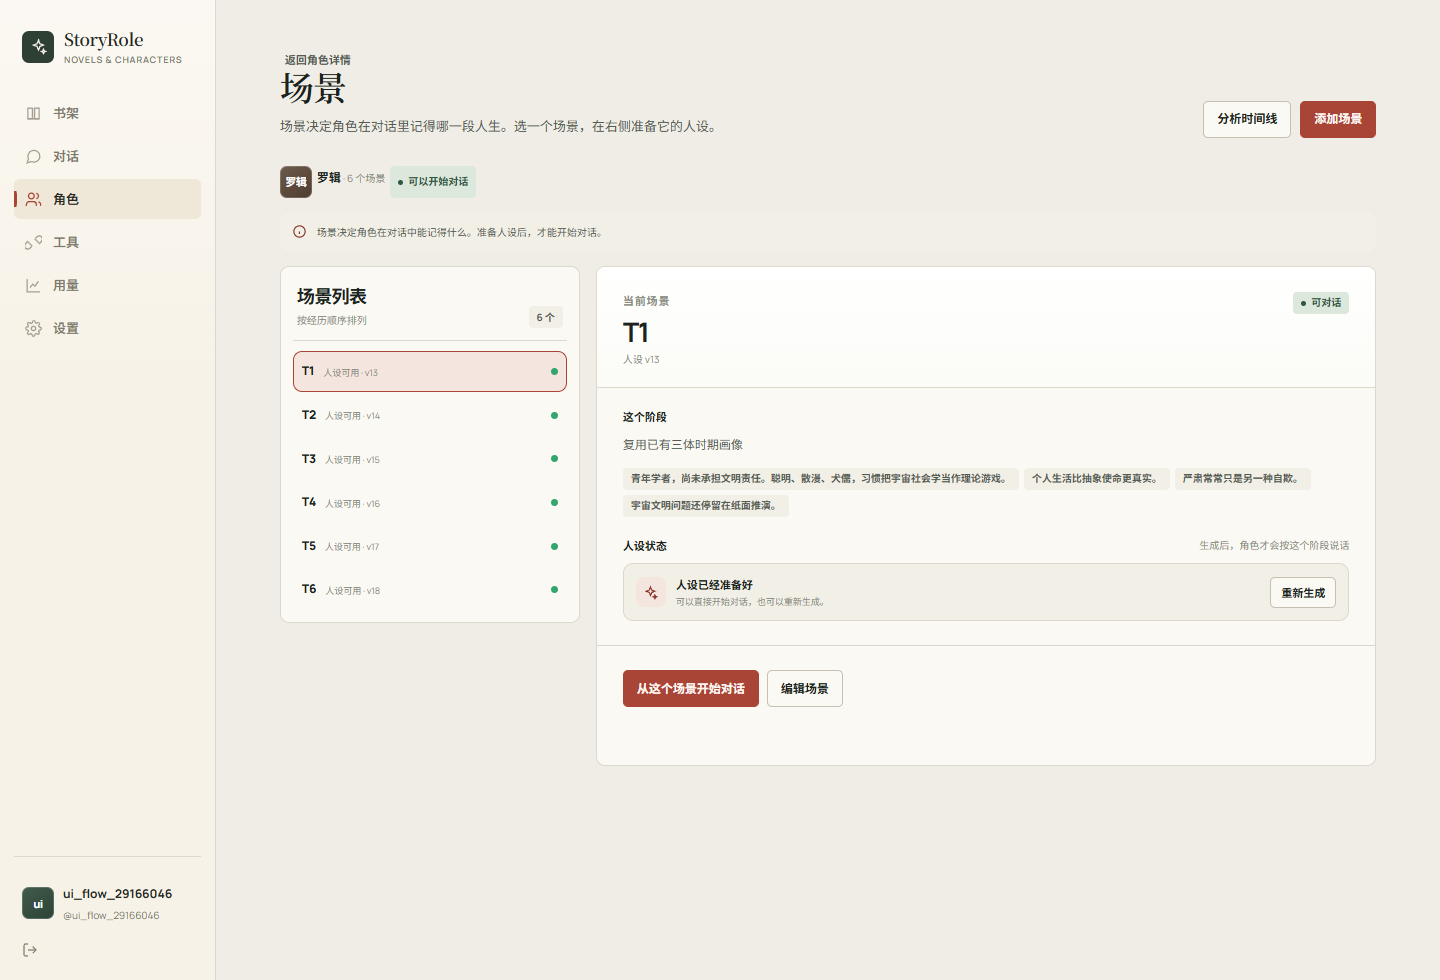 StoryRole
NOVELS & CHARACTERS
书架
对话
角色
工具
用量
设置
ui
ui_flow_29166046
@ui_flow_29166046
返回角色详情
场景
场景决定角色在对话里记得哪一段人生。选一个场景，在右侧准备它的人设。
分析时间线
添加场景
罗辑
罗辑 · 6 个场景
可以开始对话
场景决定角色在对话中能记得什么。准备人设后，才能开始对话。
场景列表
按经历顺序排列
6 个
T1 人设可用 · v13
T2 人设可用 · v14
T3 人设可用 · v15
T4 人设可用 · v16
T5 人设可用 · v17
T6 人设可用 · v18
当前场景
可对话
T1
人设 v13
这个阶段
复用已有三体时期画像
青年学者，尚未承担文明责任。聪明、散漫、犬儒，习惯把宇宙社会学当作理论游戏。
个人生活比抽象使命更真实。
严肃常常只是另一种自欺。
宇宙文明问题还停留在纸面推演。
人设状态
生成后，角色才会按这个阶段说话
人设已经准备好
可以直接开始对话，也可以重新生成。
重新生成
从这个场景开始对话
编辑场景